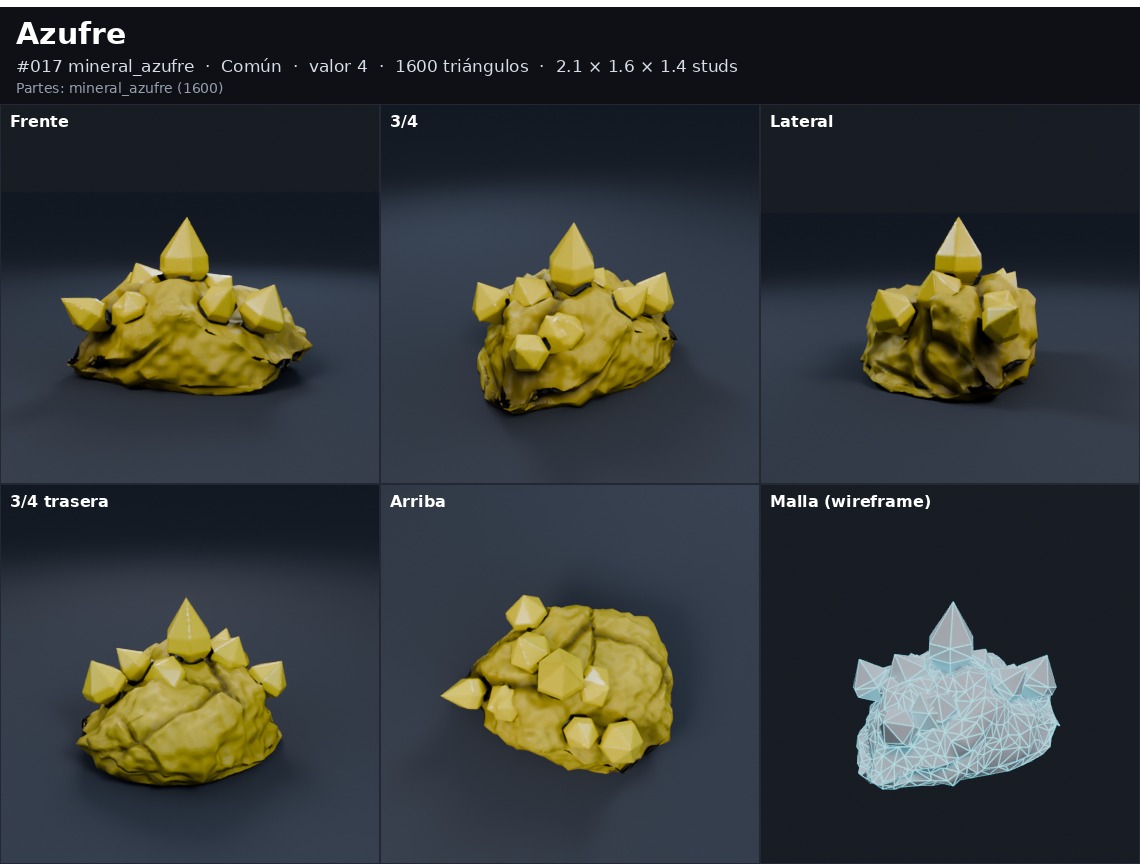 Azufre
#017 mineral_azufre · Común · valor 4 · 1600 triángulos · 2.1 × 1.6 × 1.4 studs
Partes: mineral_azufre (1600)
Frente
3/4
Lateral
3/4 trasera
Arriba
Malla (wireframe)